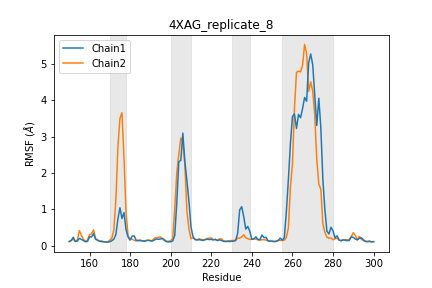 4XAG_replicate_8
Chain1
Chain2
RMSF (Å)
5
4
3
2
1
0
160 180 200 220 240 260 280 300
Residue